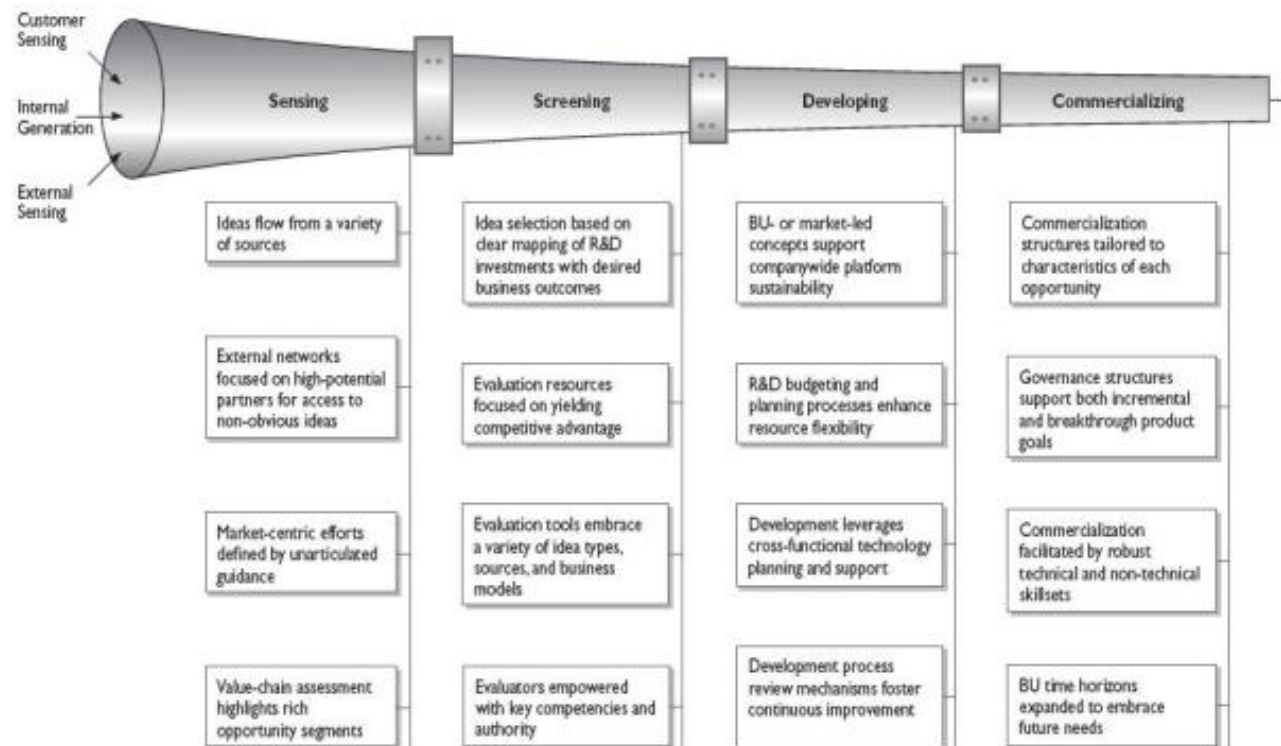 Customer
Sensing
Internal
Generation
External
Sensing
Sensing
Screening
Developing
Commercializing
Ideas flow from a variety
of sources
External networks
focused on high-potential
partners for access to
non-obvious ideas
Market-centric efforts
defined by unarticulated
guidance
Value-chain assessment
highlights rich
opportunity segments
Idea selection based on
clear mapping of R&D
investments with desired
business outcomes
Evaluation resources
focused on yielding
competitive advantage
Evaluation tools embrace
a variety of idea types,
sources, and business
models
Evaluators empowered
with key competencies and
authority
BU- or market-led
concepts support
companywide platform
sustainability
R&D budgeting and
planning processes enhance
resource flexibility
Development leverages
cross-functional technology
planning and support
Development process
review mechanisms foster
continuous improvement
Commercialization
structures tailored to
characteristics of each
opportunity
Governance structures
support both incremental
and breakthrough product
goals
Commercialization
facilitated by robust
technical and non-technical
skillsets
BU time horizons
expanded to embrace
future needs